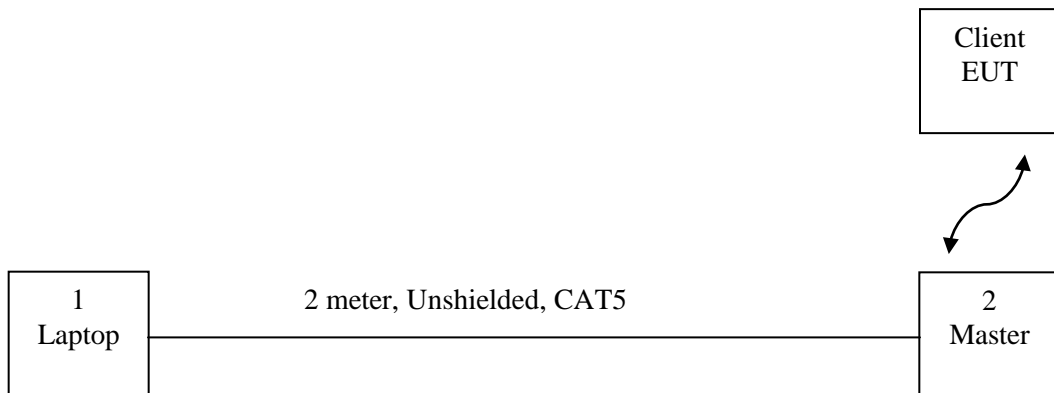 Client
EUT
1
Laptop
2 meter, Unshielded, CAT5
2
Master